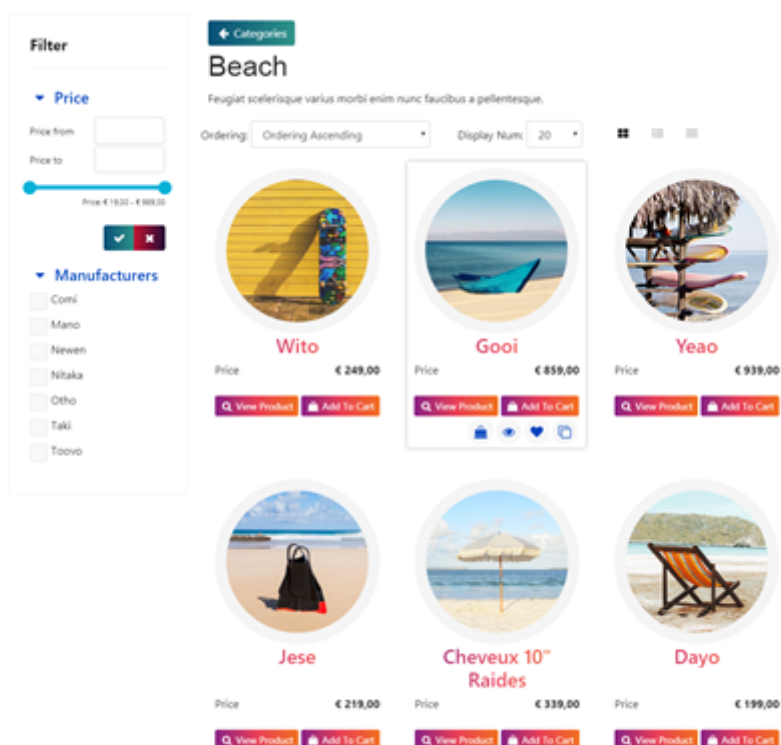 Filter
Price
Price from
Price to
Price: € 19,00 - € 989,00
Manufacturers
Comi
Mano
Newen
Nitaka
Otho
Taki
Toovo
Categories
Beach
Feugiat scelerisque varius morbi enim nunc faucibus a pellentesque.
Ordering: Ordering Ascending Display Num: 20
Wito
Price € 249,00
View Product Add To Cart
Gooi
Price € 859,00
View Product Add To Cart
Yeao
Price € 939,00
View Product Add To Cart
Jese
Price € 219,00
View Product Add To Cart
Cheveux 10"
Raides
Price € 339,00
View Product Add To Cart
Dayo
Price € 199,00
View Product Add To Cart